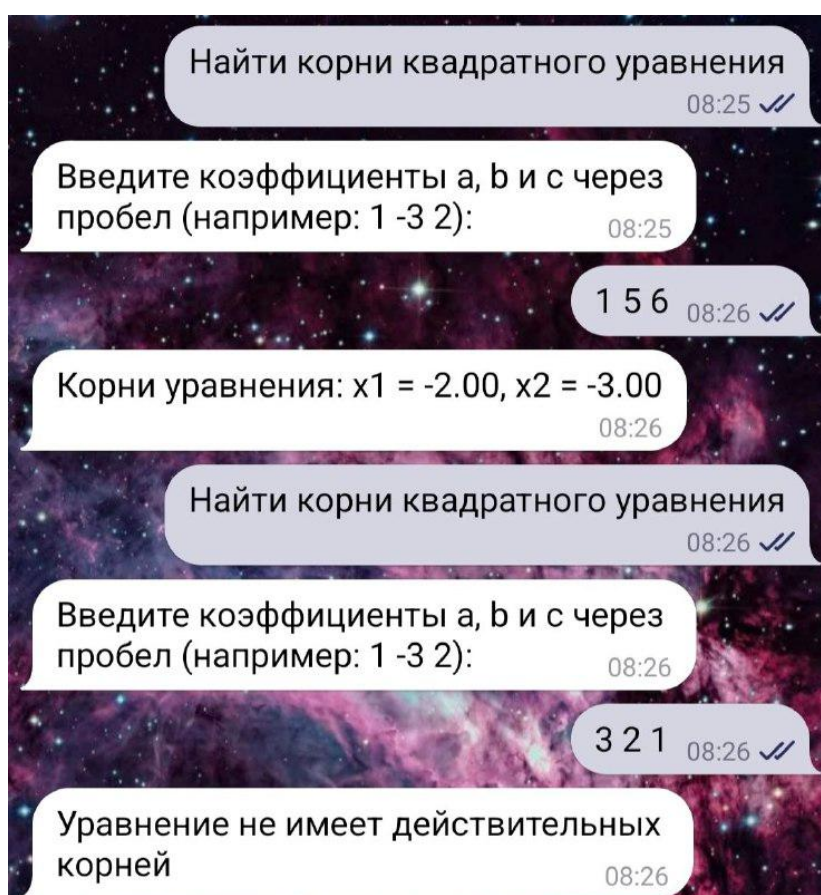 Найти корни квадратного уравнения
08:25
Введите коэффициенты a, b и c через
пробел (например: 1 -3 2):
08:25
1 5 6
08:26
Корни уравнения: x1 = -2.00, x2 = -3.00
08:26
Найти корни квадратного уравнения
08:26
Введите коэффициенты a, b и c через
пробел (например: 1 -3 2):
08:26
3 2 1
08:26
Уравнение не имеет действительных
корней
08:26